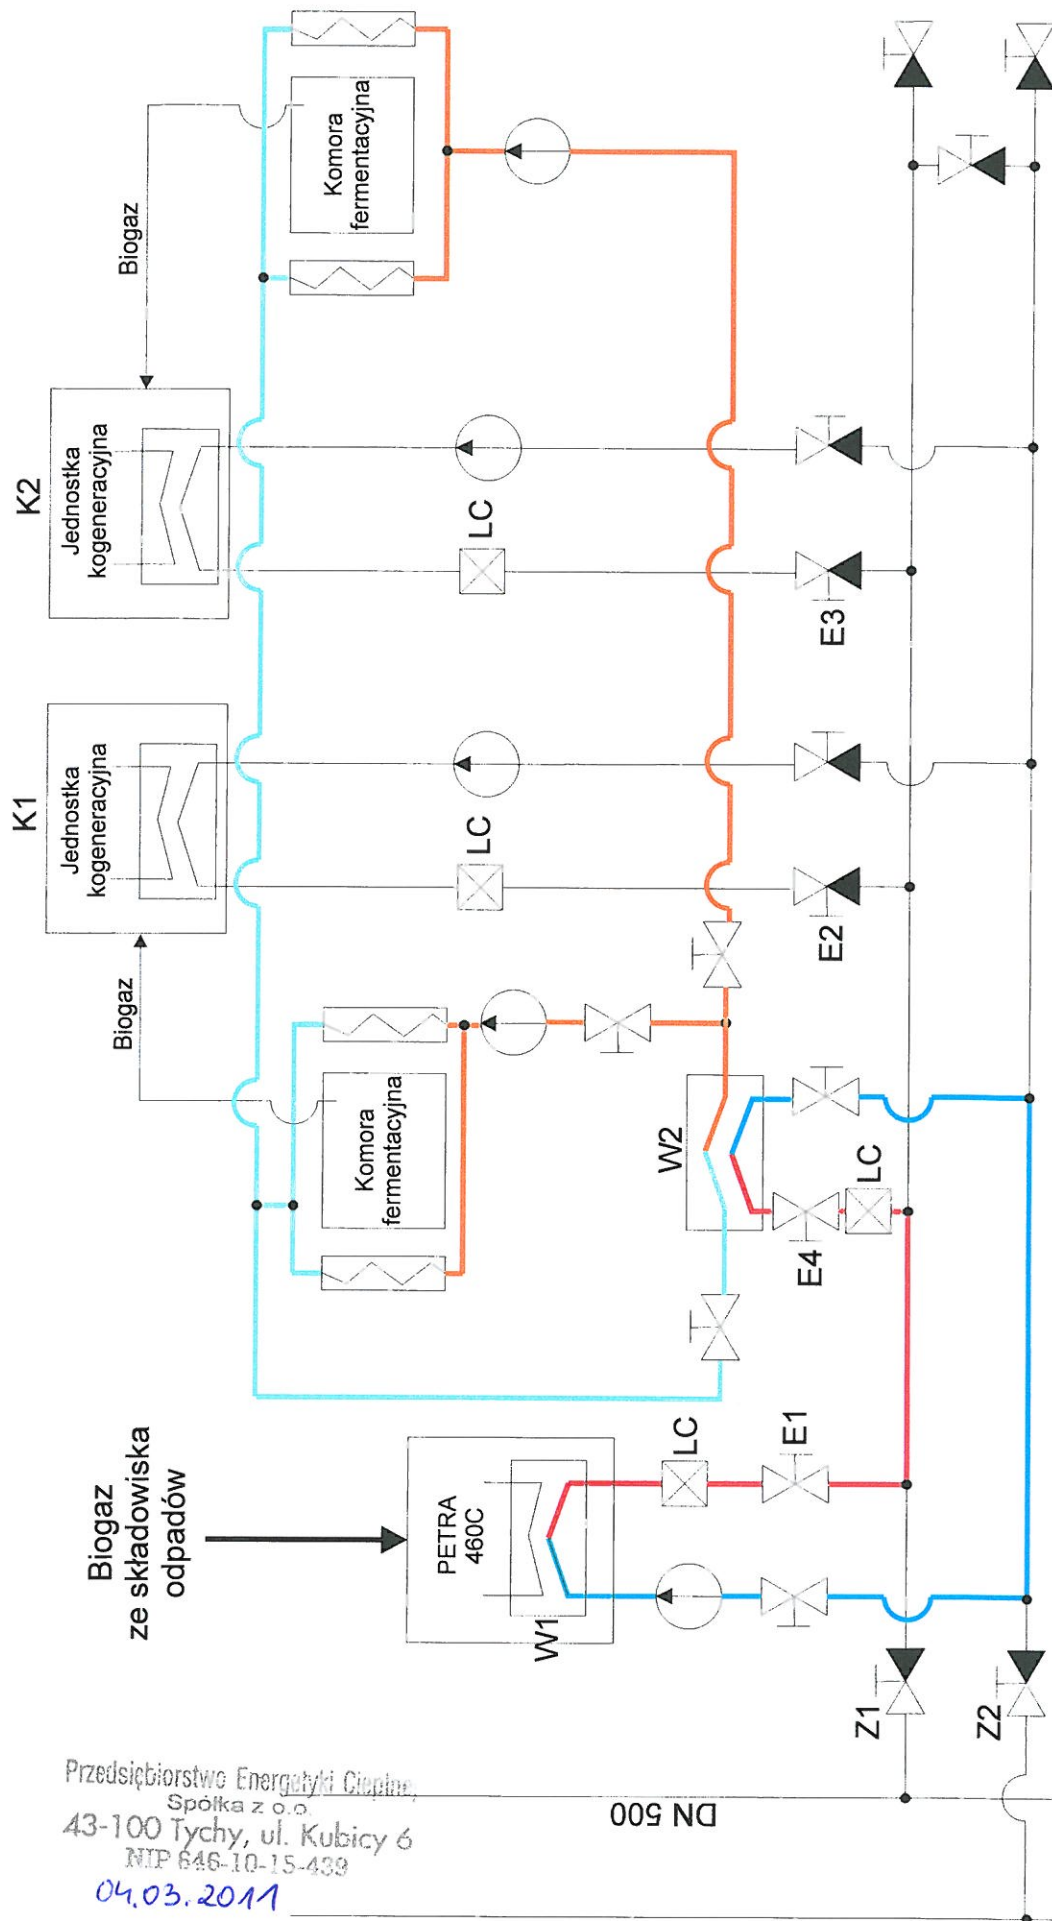 K2
Jednostka
kogeneracyjna
Biogaz
Komora
fermentacyjna
LC
E3
K1
Jednostka
kogeneracyjna
Biogaz
LC
E2
Komora
fermentacyjna
W2
LC
E4
Biogaz
ze składowiska
odpadów
PETRA
460C
W1
LC
E1
Z1
Z2
DN 500
Przedsiębiorstwo Energetyki Cieplnej
Spółka z o.o.
43-100 Tychy, ul. Kubicy 6
NIP 646-10-15-439
04.03.2011